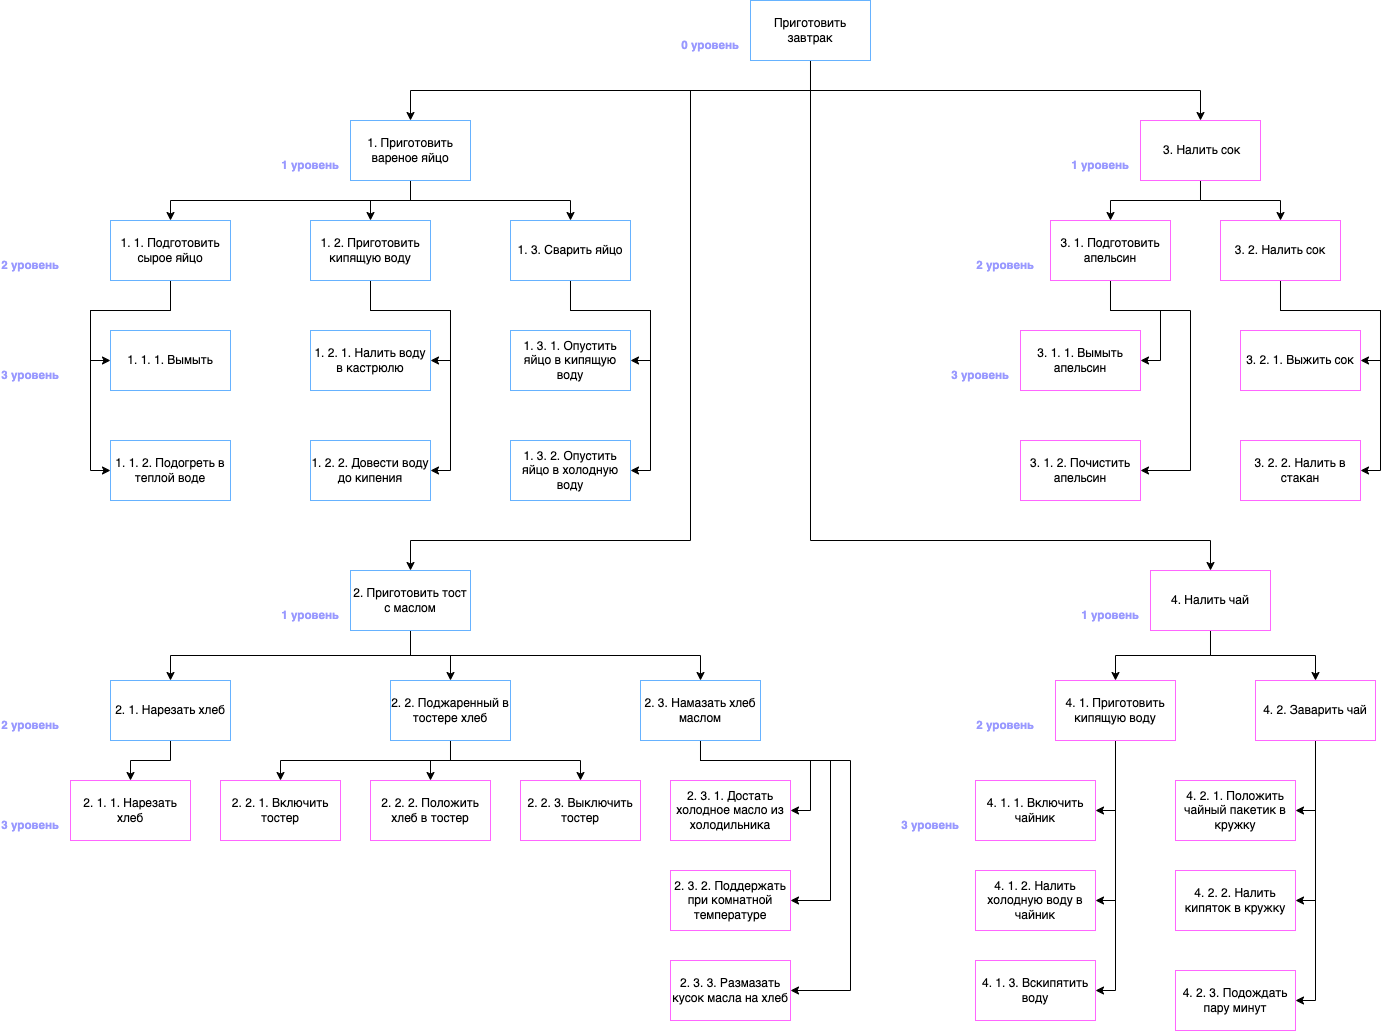 Приготовить
завтрак
0 уровень
1. Приготовить
вареное яйцо
1 уровень
3. Налить сок
1 уровень
1. 1. Подготовить
сырое яйцо
1. 2. Приготовить
кипящую воду
1. 3. Сварить яйцо
2 уровень
3. 1. Подготовить
апельсин
3. 2. Налить сок
2 уровень
1. 1. 1. Вымыть
1. 2. 1. Налить воду
в кастрюлю
1. 3. 1. Опустить
яйцо в кипящую
воду
3 уровень
3. 1. 1. Вымыть
апельсин
3. 2. 1. Выжить сок
3 уровень
1. 1. 2. Подогреть в
теплой воде
1. 2. 2. Довести воду
до кипения
1. 3. 2. Опустить
яйцо в холодную
воду
3. 1. 2. Почистить
апельсин
3. 2. 2. Налить в
стакан
2. Приготовить тост
с маслом
1 уровень
4. Налить чай
1 уровень
2. 1. Нарезать хлеб
2. 2. Поджаренный в
тостере хлеб
2. 3. Намазать хлеб
маслом
2 уровень
4. 1. Приготовить
кипящую воду
4. 2. Заварить чай
2 уровень
2. 1. 1. Нарезать
хлеб
2. 2. 1. Включить
тостер
2. 2. 2. Положить
хлеб в тостер
2. 2. 3. Выключить
тостер
2. 3. 1. Достать
холодное масло из
холодильника
3 уровень
4. 1. 1. Включить
чайник
4. 2. 1. Положить
чайный пакетик в
кружку
3 уровень
2. 3. 2. Поддержать
при комнатной
температуре
4. 1. 2. Налить
холодную воду в
чайник
4. 2. 2. Налить
кипяток в кружку
2. 3. 3. Размазать
кусок масла на хлеб
4. 1. 3. Вскипятить
воду
4. 2. 3. Подождать
пару минут